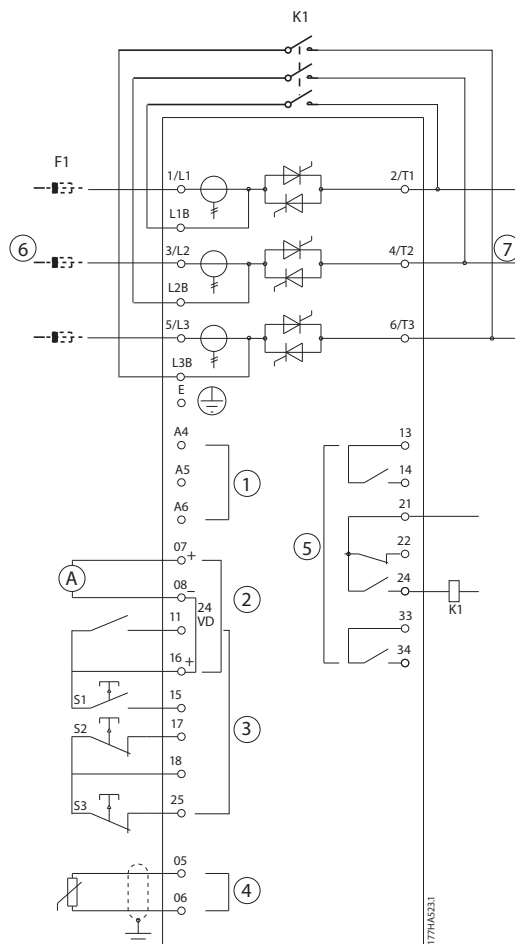 K1
F1
1/L1
2/T1
L1B
6
3/L2
4/T2
7
L2B
5/L3
6/T3
L3B
E
A4
13
A5
1
14
A6
21
5
07 +
22
A
08 –
2
24
24
VD
K1
11
33
16 +
34
S1
15
S2
17
3
18
S3
25
05
4
06
177HA523.1